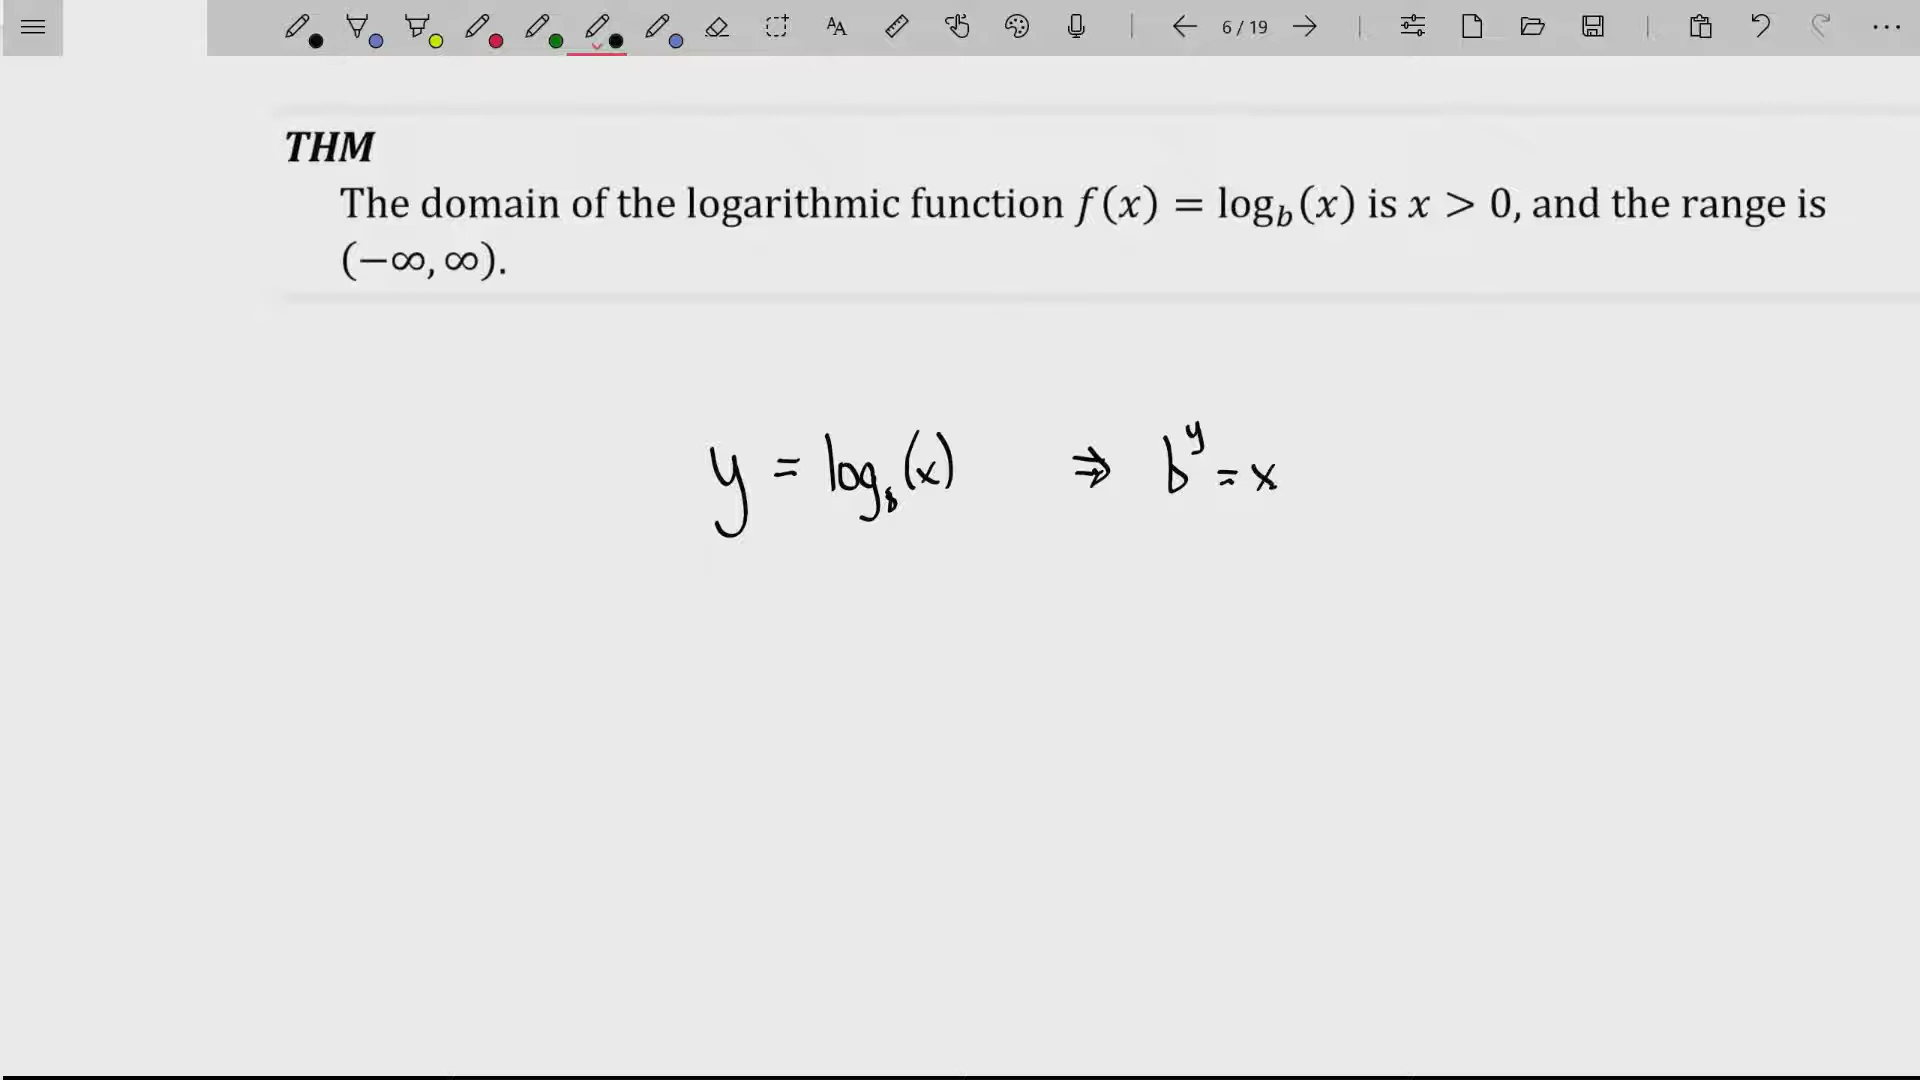 6 / 19
THM
The domain of the logarithmic function f(x) = log_b(x) is x > 0, and the range is
(−∞, ∞).
y = log_b(x) ⇒ b^y = x